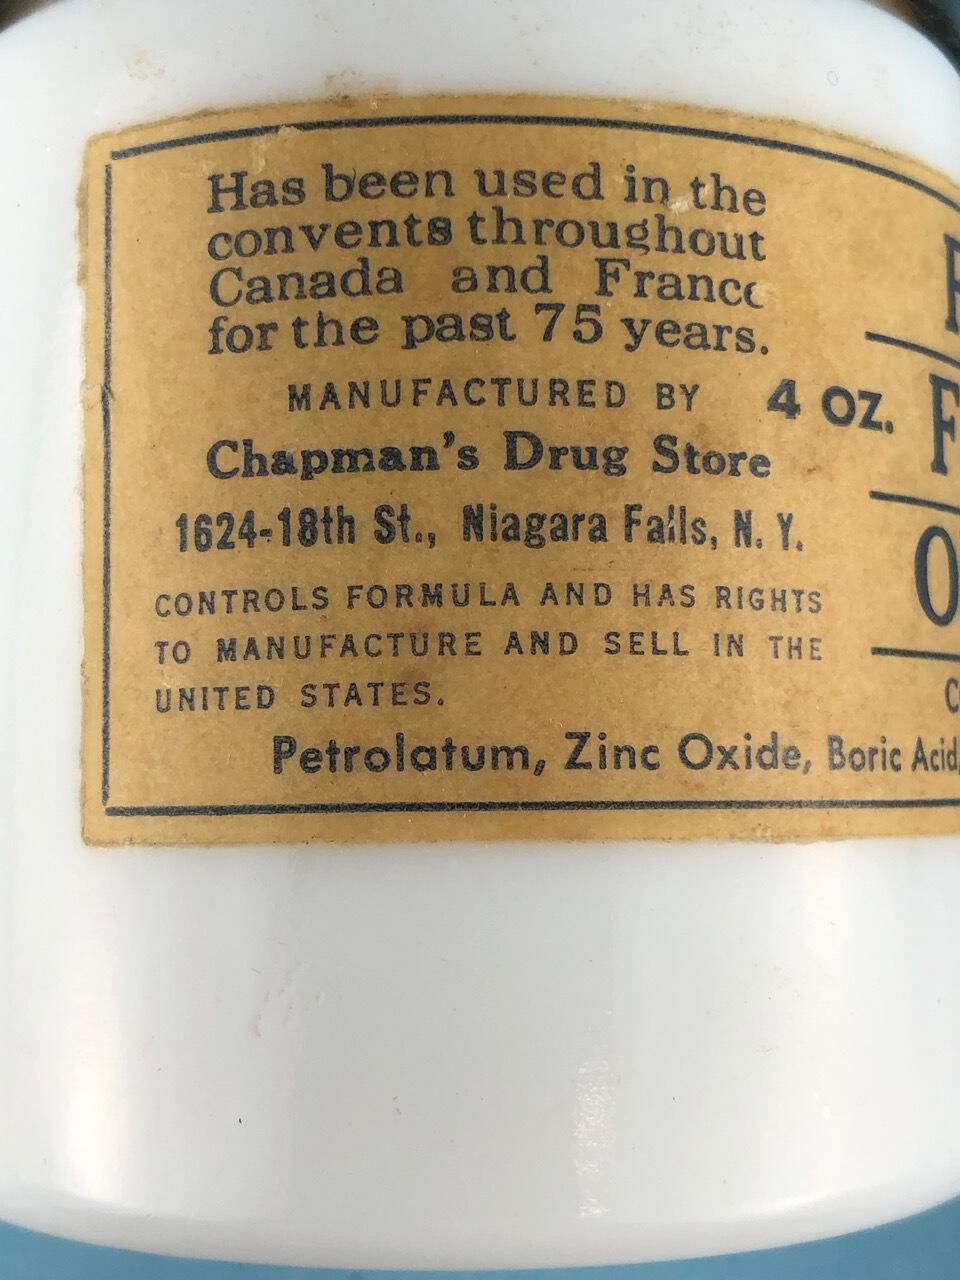 Has been used in the
convents throughout
Canada and France
for the past 75 years.
MANUFACTURED BY
4 OZ.
Chapman's Drug Store
1624-18th St., Niagara Falls, N. Y.
CONTROLS FORMULA AND HAS RIGHTS
TO MANUFACTURE AND SELL IN THE
UNITED STATES.
Petrolatum, Zinc Oxide, Boric Acid,